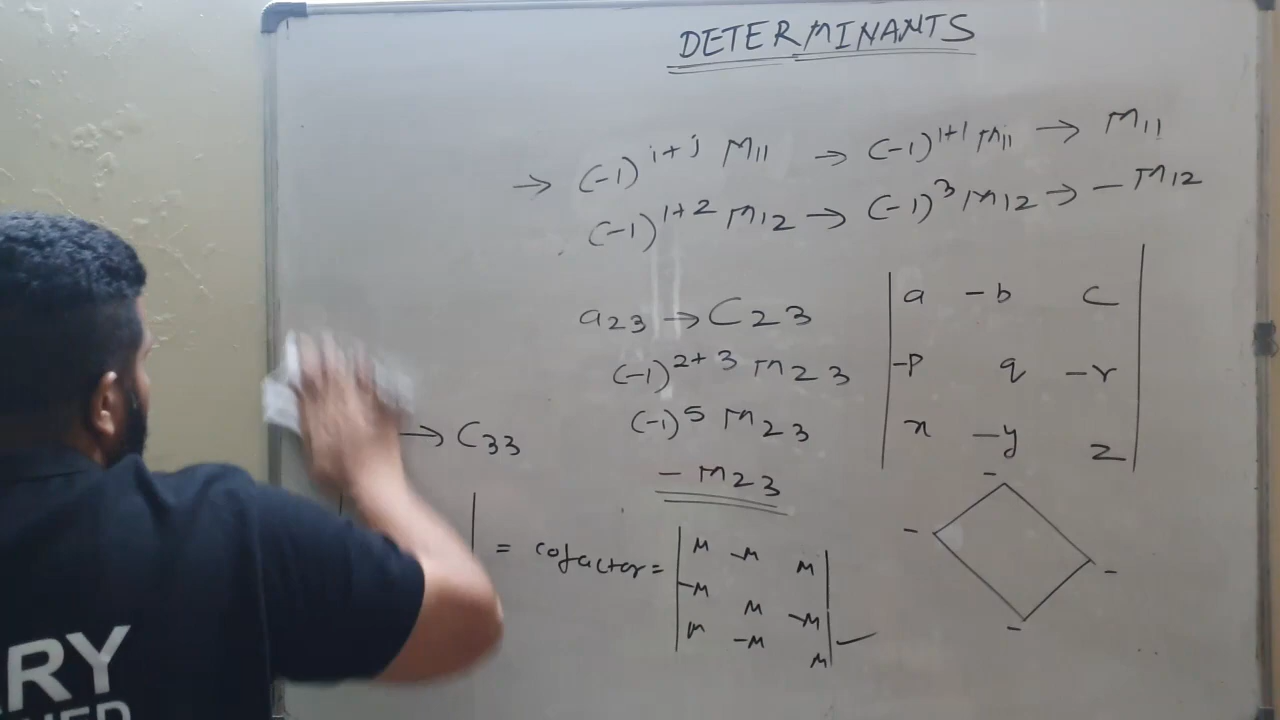 DETERMINANTS
→ (-1)^{i+j} M11 → (-1)^{1+1} M11 → M11
(-1)^{1+2} M12 → (-1)^3 M12 → - M12
a23 → C23
(-1)^{2+3} M23
(-1)^5 M23
- M23
a -b c
-p q -r
x -y z
→ C33
= cofactor =
M -M M
-M M -M
M -M M
- - - -
RY